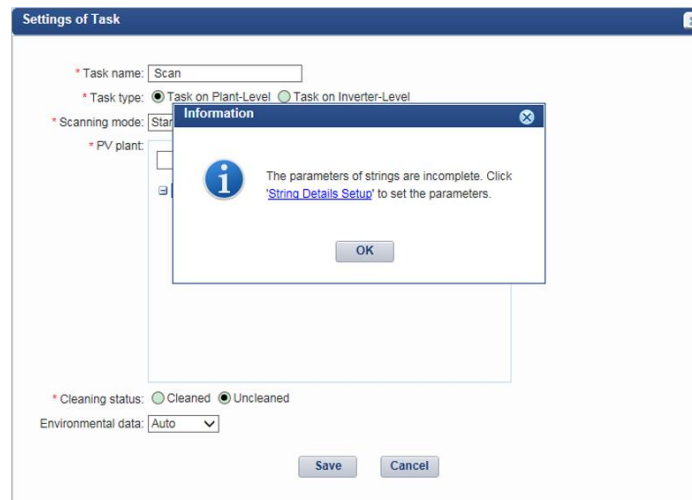 Settings of Task
* Task name: Scan
* Task type: Task on Plant-Level Task on Inverter-Level
* Scanning mode: Star
Information
* PV plant:
The parameters of strings are incomplete. Click
'String Details Setup' to set the parameters.
OK
* Cleaning status: Cleaned Uncleaned
Environmental data: Auto
Save Cancel